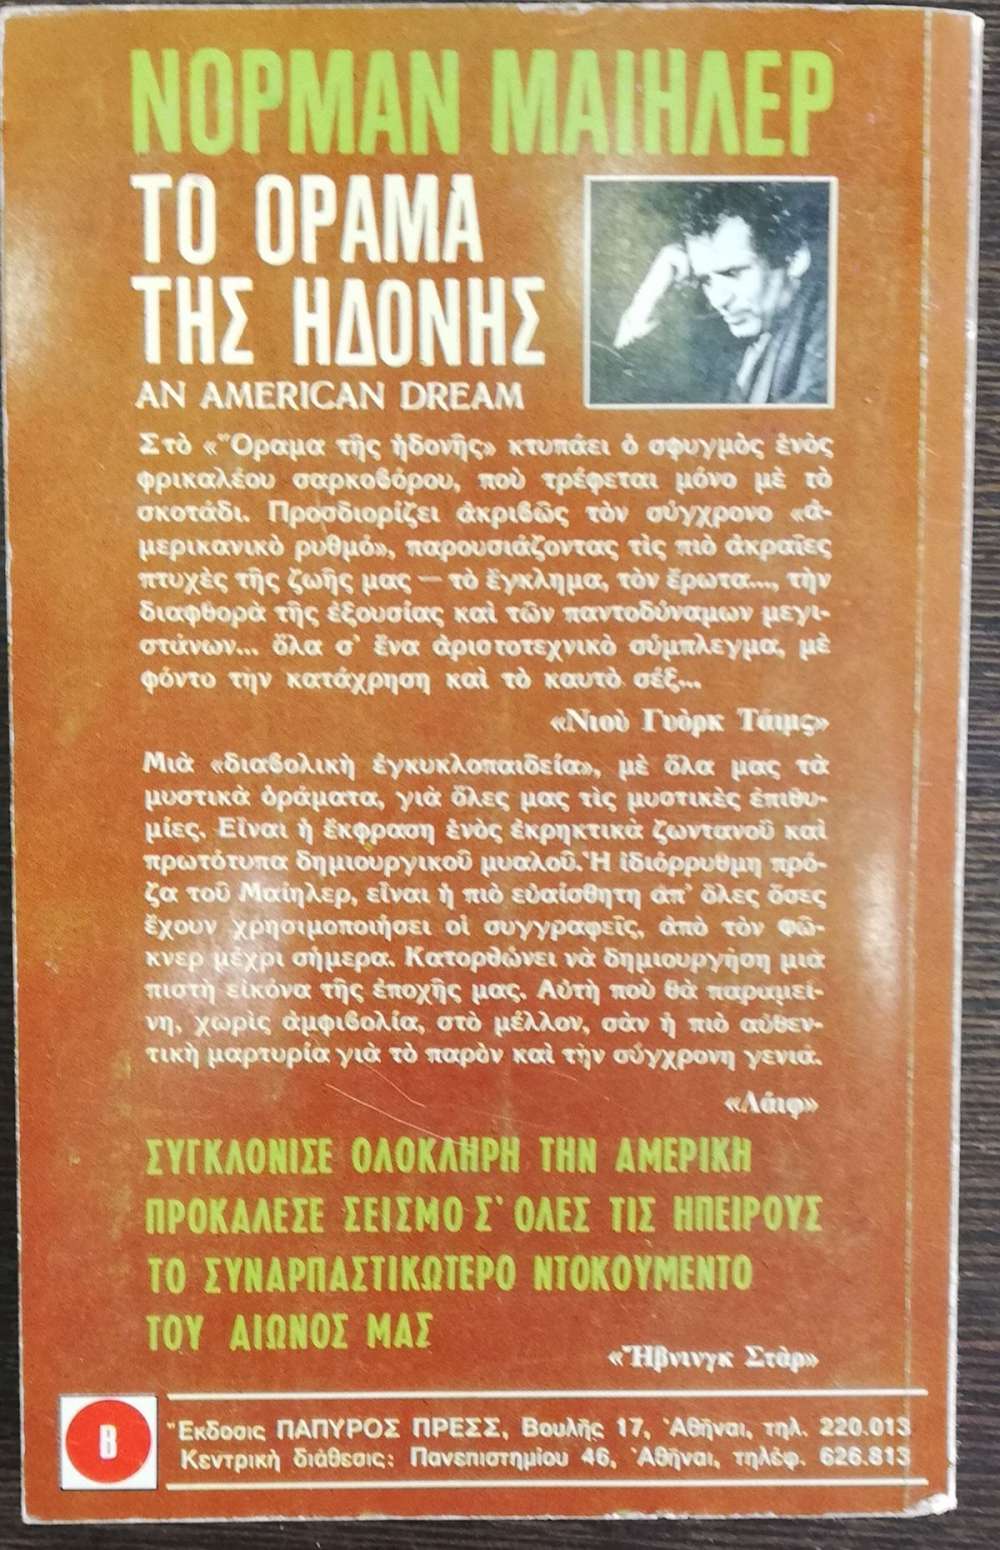 ΝΟΡΜΑΝ ΜΑΙΗΛΕΡ
ΤΟ ΟΡΑΜΑ
ΤΗΣ ΗΔΟΝΗΣ
AN AMERICAN DREAM
Στὸ «Ὅραμα τῆς ἡδονῆς» κτυπάει ὁ σφυγμὸς ἑνὸς
φρικαλέου σαρκοβόρου, ποὺ τρέφεται μόνο μὲ τὸ
σκοτάδι. Προσδιορίζει ἀκριβῶς τὸν σύγχρονο «ἀ-
μερικανικὸ ρυθμό», παρουσιάζοντας τὶς πιὸ ἀκραῖες
πτυχὲς τῆς ζωῆς μας — τὸ ἔγκλημα, τὸν ἔρωτα..., τὴν
διαφθορὰ τῆς ἐξουσίας καὶ τῶν παντοδύναμων μεγι-
στάνων... ὅλα σ' ἕνα ἀριστοτεχνικὸ σύμπλεγμα, μὲ
φόντο τὴν κατάχρηση καὶ τὸ καυτὸ σέξ...
«Νιοὺ Γυὸρκ Τάιμς»
Μιὰ «διαβολικὴ ἐγκυκλοπαιδεία», μὲ ὅλα μας τὰ
μυστικὰ ὁράματα, γιὰ ὅλες μας τὶς μυστικὲς ἐπιθυ-
μίες. Εἶναι ἡ ἔκφραση ἑνὸς ἐκρηκτικὰ ζωντανοῦ καὶ
πρωτότυπα δημιουργικοῦ μυαλοῦ. Ἡ ἰδιόρρυθμη πρό-
ζα τοῦ Μαίηλερ, εἶναι ἡ πιὸ εὐαίσθητη ἀπ' ὅλες ὅσες
ἔχουν χρησιμοποιήσει οἱ συγγραφεῖς, ἀπὸ τὸν Φῶ-
κνερ μέχρι σήμερα. Κατορθώνει νὰ δημιουργήση μιὰ
πιστὴ εἰκόνα τῆς ἐποχῆς μας. Αὐτὴ ποὺ θὰ παραμεί-
νη, χωρὶς ἀμφιβολία, στὸ μέλλον, σὰν ἡ πιὸ αὐθεν-
τικὴ μαρτυρία γιὰ τὸ παρὸν καὶ τὴν σύγχρονη γενιά.
«Λάιφ»
ΣΥΓΚΛΟΝΙΣΕ ΟΛΟΚΛΗΡΗ ΤΗΝ ΑΜΕΡΙΚΗ
ΠΡΟΚΑΛΕΣΕ ΣΕΙΣΜΟ Σ' ΟΛΕΣ ΤΙΣ ΗΠΕΙΡΟΥΣ
ΤΟ ΣΥΝΑΡΠΑΣΤΙΚΩΤΕΡΟ ΝΤΟΚΟΥΜΕΝΤΟ
ΤΟΥ ΑΙΩΝΟΣ ΜΑΣ
«Ἤβνινγκ Στὰρ»
Β
Ἔκδοσις ΠΑΠΥΡΟΣ ΠΡΕΣΣ, Βουλῆς 17, Ἀθῆναι, τηλ. 220.013
Κεντρικὴ διάθεσις: Πανεπιστημίου 46, Ἀθῆναι, τηλέφ. 626.813